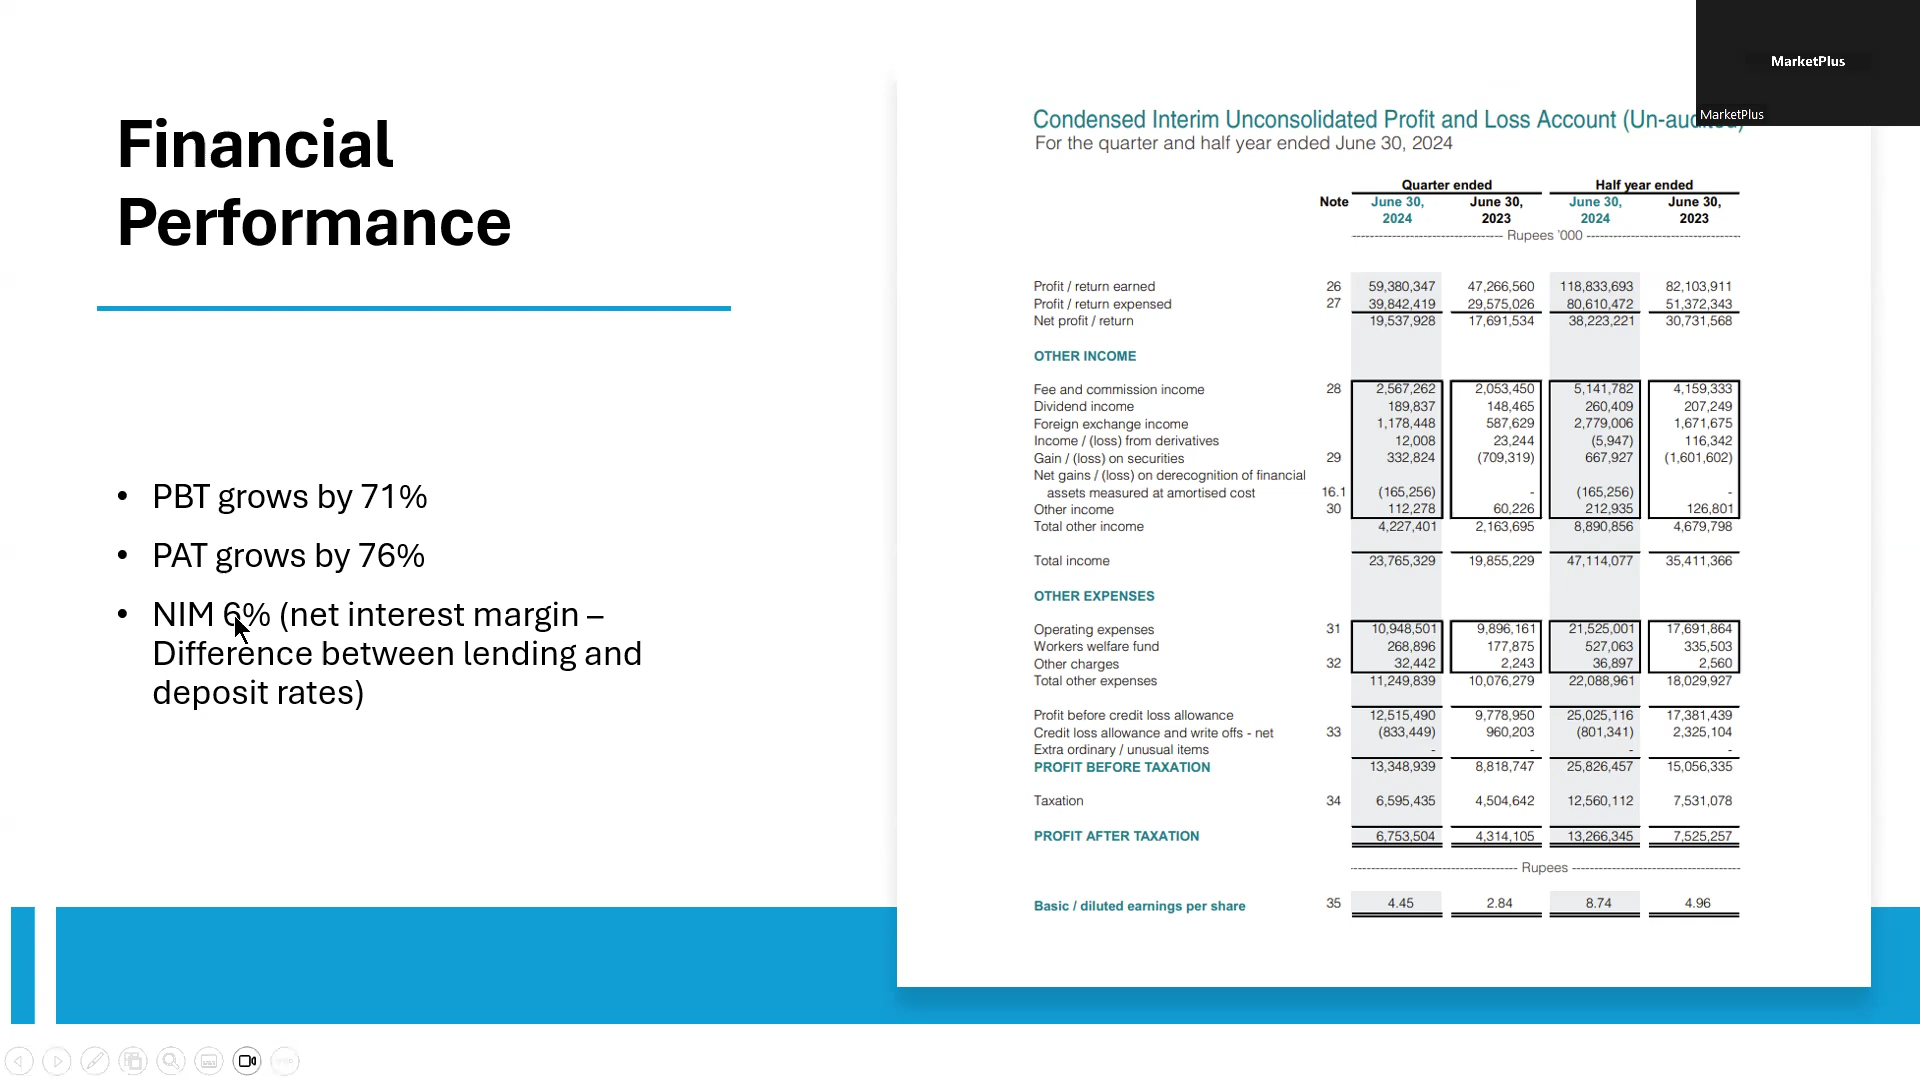 MarketPlus
MarketPlus
Financial
Performance
• PBT grows by 71%
• PAT grows by 76%
• NIM 6% (net interest margin –
Difference between lending and
deposit rates)
Condensed Interim Unconsolidated Profit and Loss Account (Un-audited)
For the quarter and half year ended June 30, 2024
Quarter ended Half year ended
Note June 30, June 30, June 30, June 30,
2024 2023 2024 2023
Rupees '000
Profit / return earned 26 59,380,347 47,266,560 118,833,693 82,103,911
Profit / return expensed 27 39,842,419 29,575,026 80,610,472 51,372,343
Net profit / return 19,537,928 17,691,534 38,223,221 30,731,568
OTHER INCOME
Fee and commission income 28 2,567,262 2,053,450 5,141,782 4,159,333
Dividend income 189,837 148,465 260,409 207,249
Foreign exchange income 1,178,448 587,629 2,779,006 1,671,675
Income / (loss) from derivatives 12,008 23,244 (5,947) 116,342
Gain / (loss) on securities 29 332,824 (709,319) 667,927 (1,601,602)
Net gains / (loss) on derecognition of financial
assets measured at amortised cost 16.1 (165,256) - (165,256) -
Other income 30 112,278 60,226 212,935 126,801
Total other income 4,227,401 2,163,695 8,890,856 4,679,798
Total income 23,765,329 19,855,229 47,114,077 35,411,366
OTHER EXPENSES
Operating expenses 31 10,948,501 9,896,161 21,525,001 17,691,864
Workers welfare fund 268,896 177,875 527,063 335,503
Other charges 32 32,442 2,243 36,897 2,560
Total other expenses 11,249,839 10,076,279 22,088,961 18,029,927
Profit before credit loss allowance 12,515,490 9,778,950 25,025,116 17,381,439
Credit loss allowance and write offs - net 33 (833,449) 960,203 (801,341) 2,325,104
Extra ordinary / unusual items - - - -
PROFIT BEFORE TAXATION 13,348,939 8,818,747 25,826,457 15,056,335
Taxation 34 6,595,435 4,504,642 12,560,112 7,531,078
PROFIT AFTER TAXATION 6,753,504 4,314,105 13,266,345 7,525,257
Rupees
Basic / diluted earnings per share 35 4.45 2.84 8.74 4.96